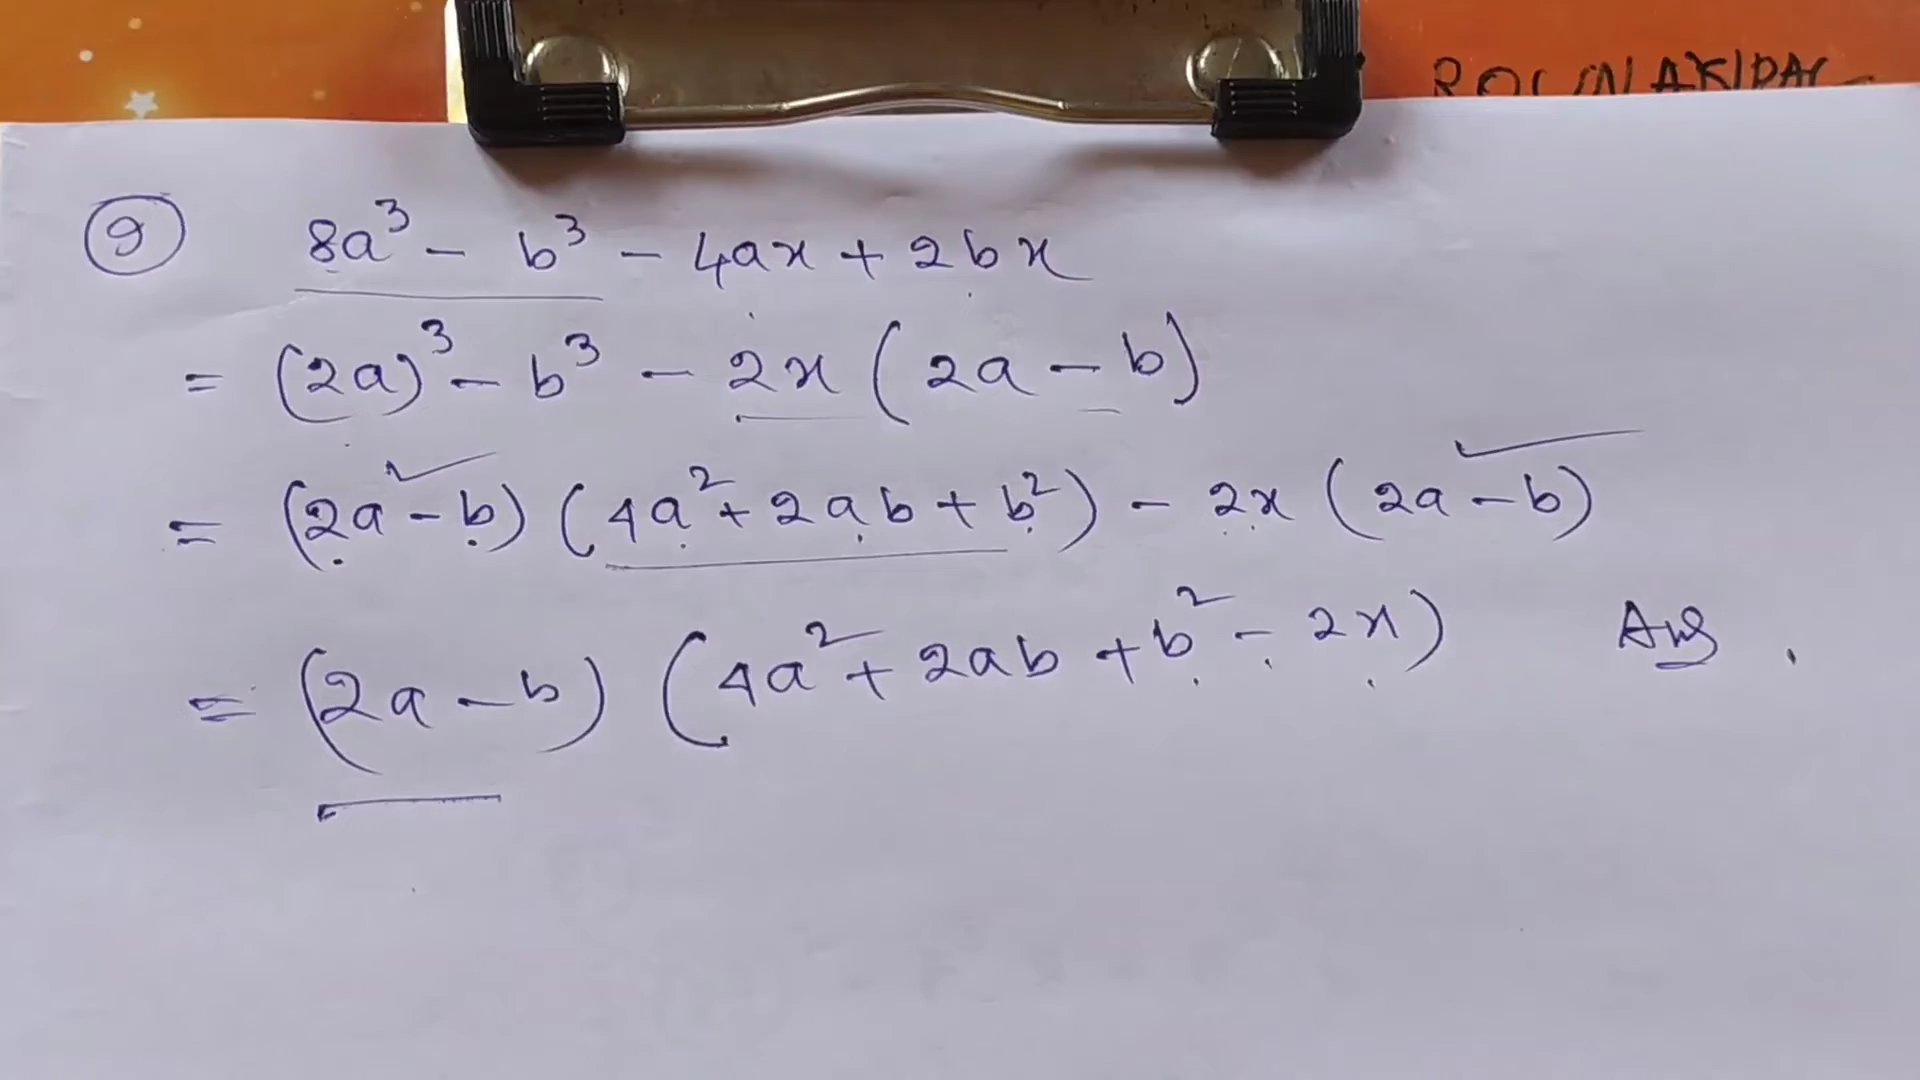 9 8a³ - b³ - 4ax + 2bx
= (2a)³ - b³ - 2x (2a - b)
= (2a - b) (4a² + 2ab + b²) - 2x (2a - b)
= (2a - b) (4a² + 2ab + b² - 2x) Ans.